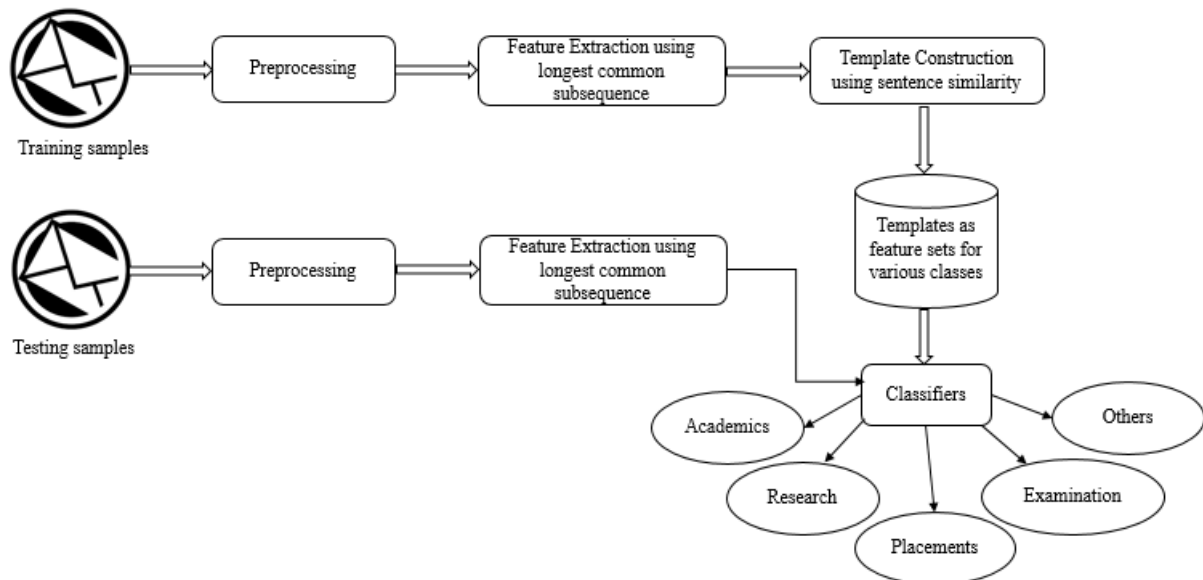 Training samples
Preprocessing
Feature Extraction using
longest common
subsequence
Template Construction
using sentence similarity
Templates as
feature sets for
various classes
Testing samples
Preprocessing
Feature Extraction using
longest common
subsequence
Classifiers
Academics
Research
Placements
Examination
Others